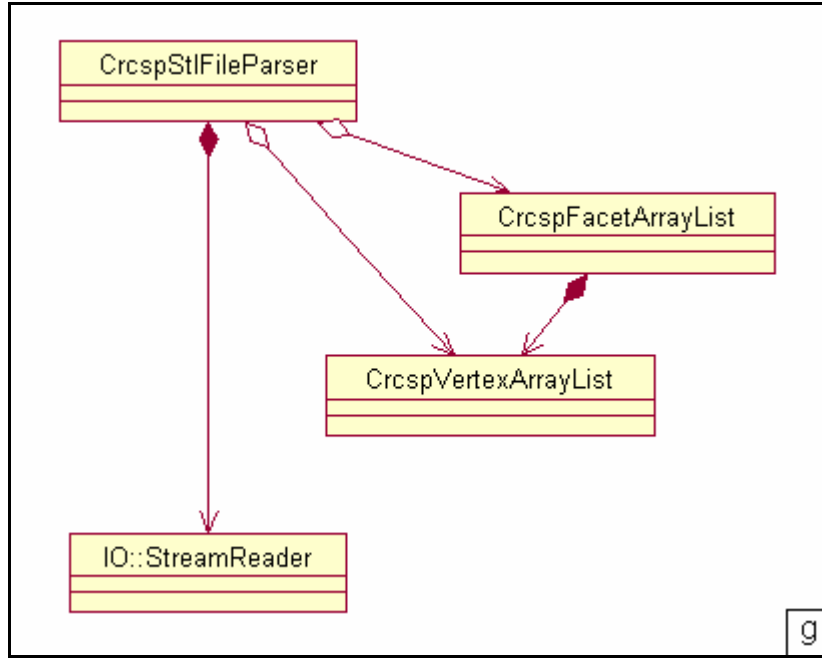 CrcspStlFileParser
CrcspFacetArrayList
CrcspVertexArrayList
IO::StreamReader
g